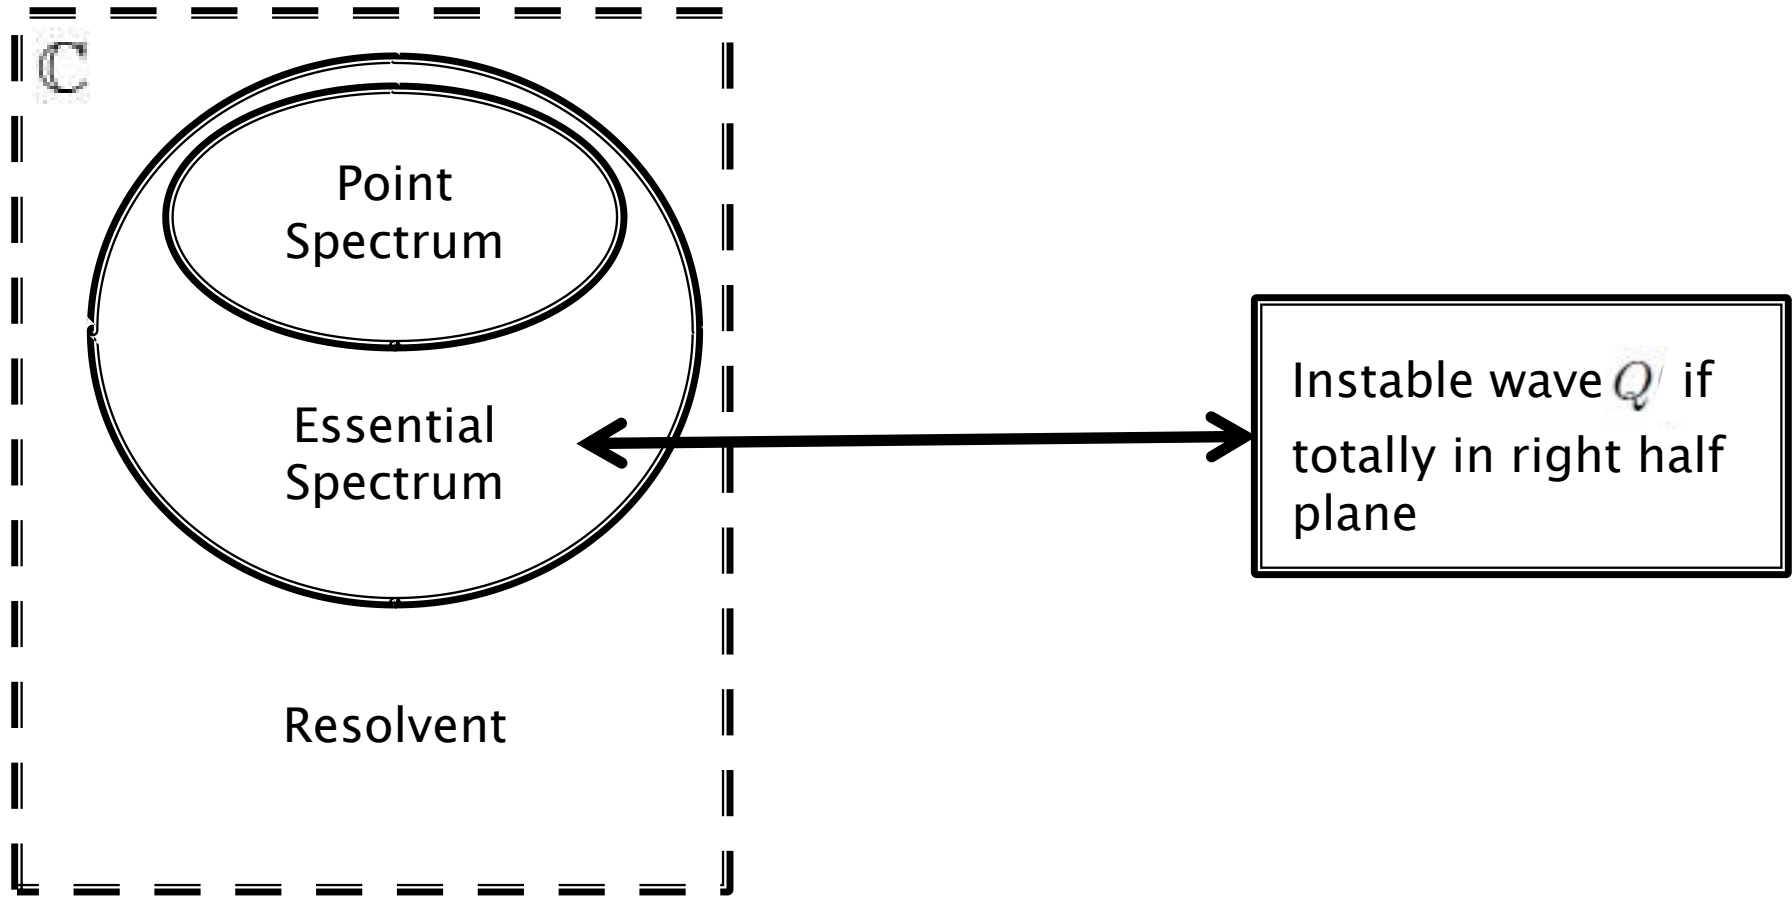 ℂ
Point
Spectrum
Essential
Spectrum
Resolvent
Instable wave Q if
totally in right half
plane